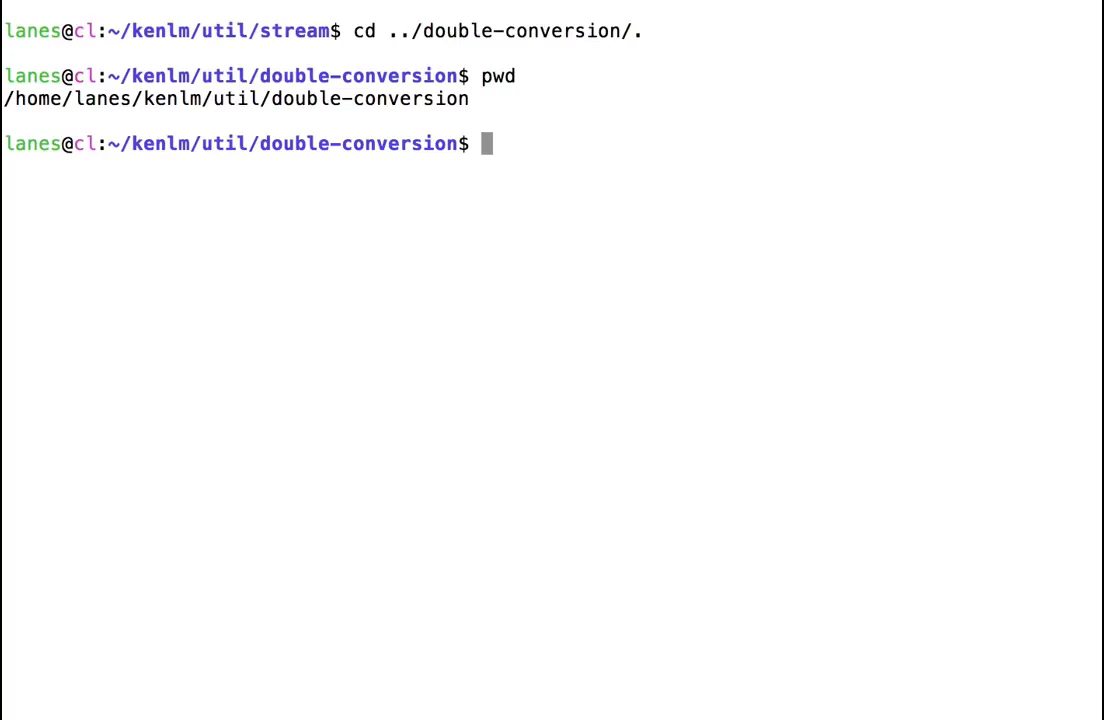 lanes@cl:~/kenlm/util/stream$ cd ../double-conversion/.
lanes@cl:~/kenlm/util/double-conversion$ pwd
/home/lanes/kenlm/util/double-conversion
lanes@cl:~/kenlm/util/double-conversion$